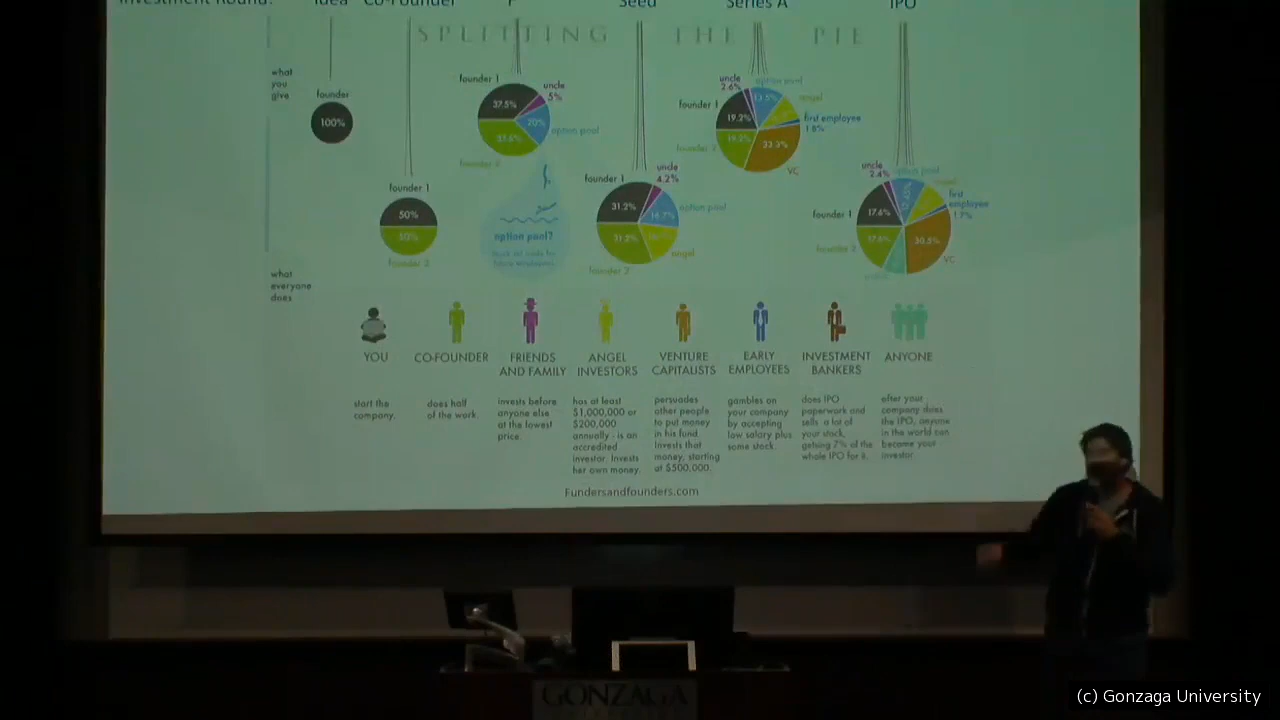 Investment Round: Idea Co-Founder Seed Series A IPO
SPLITTING THE PIE
what
you
give
founder
100%
founder 1
50%
50%
founder 2
founder 1
uncle
5%
37.5%
20%
option pool
37.5%
founder 2
option pool?
founder 1
uncle
4.2%
31.2%
16.7%
option pool
31.2%
angel
founder 2
uncle
2.6%
option pool
13.5%
angel
founder 1
19.2%
first employee
1.8%
19.2%
33.3%
founder 2
VC
uncle
2.4%
option pool
first
employee
1.7%
founder 1
17.6%
founder 2
17.6%
30.5%
VC
what
everyone
does
YOU
start the
company.
CO-FOUNDER
does half
of the work.
FRIENDS
AND FAMILY
invests before
anyone else
at the lowest
price.
ANGEL
INVESTORS
has at least
$1,000,000 or
$200,000
annually - is an
accredited
investor. Invests
her own money.
VENTURE
CAPITALISTS
persuades
other people
to put money
in his fund.
Invests that
money, starting
at $500,000.
EARLY
EMPLOYEES
gambles on
your company
by accepting
low salary plus
some stock.
INVESTMENT
BANKERS
does IPO
paperwork and
sells a lot of
your stock,
getting 7% of the
whole IPO for it.
ANYONE
after your
company does
the IPO, anyone
in the world can
become your
investor.
Fundersandfounders.com
GONZAGA
(c) Gonzaga University